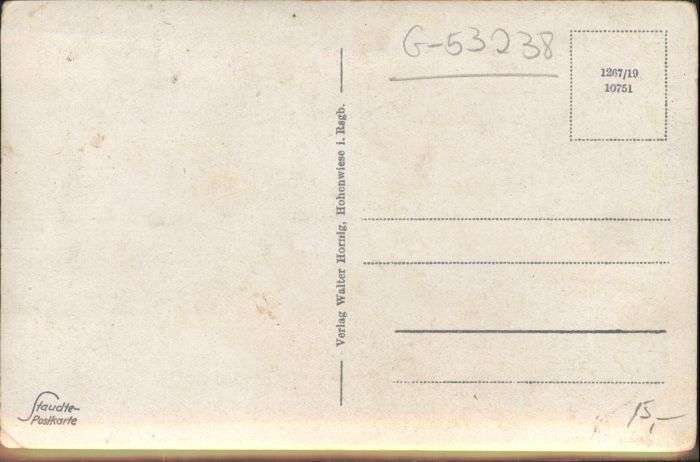 G-53238
1267/19
10751
Verlag Walter Hornig, Hohenwiese i. Rsgb.
Staudte-
Postkarte
15,-